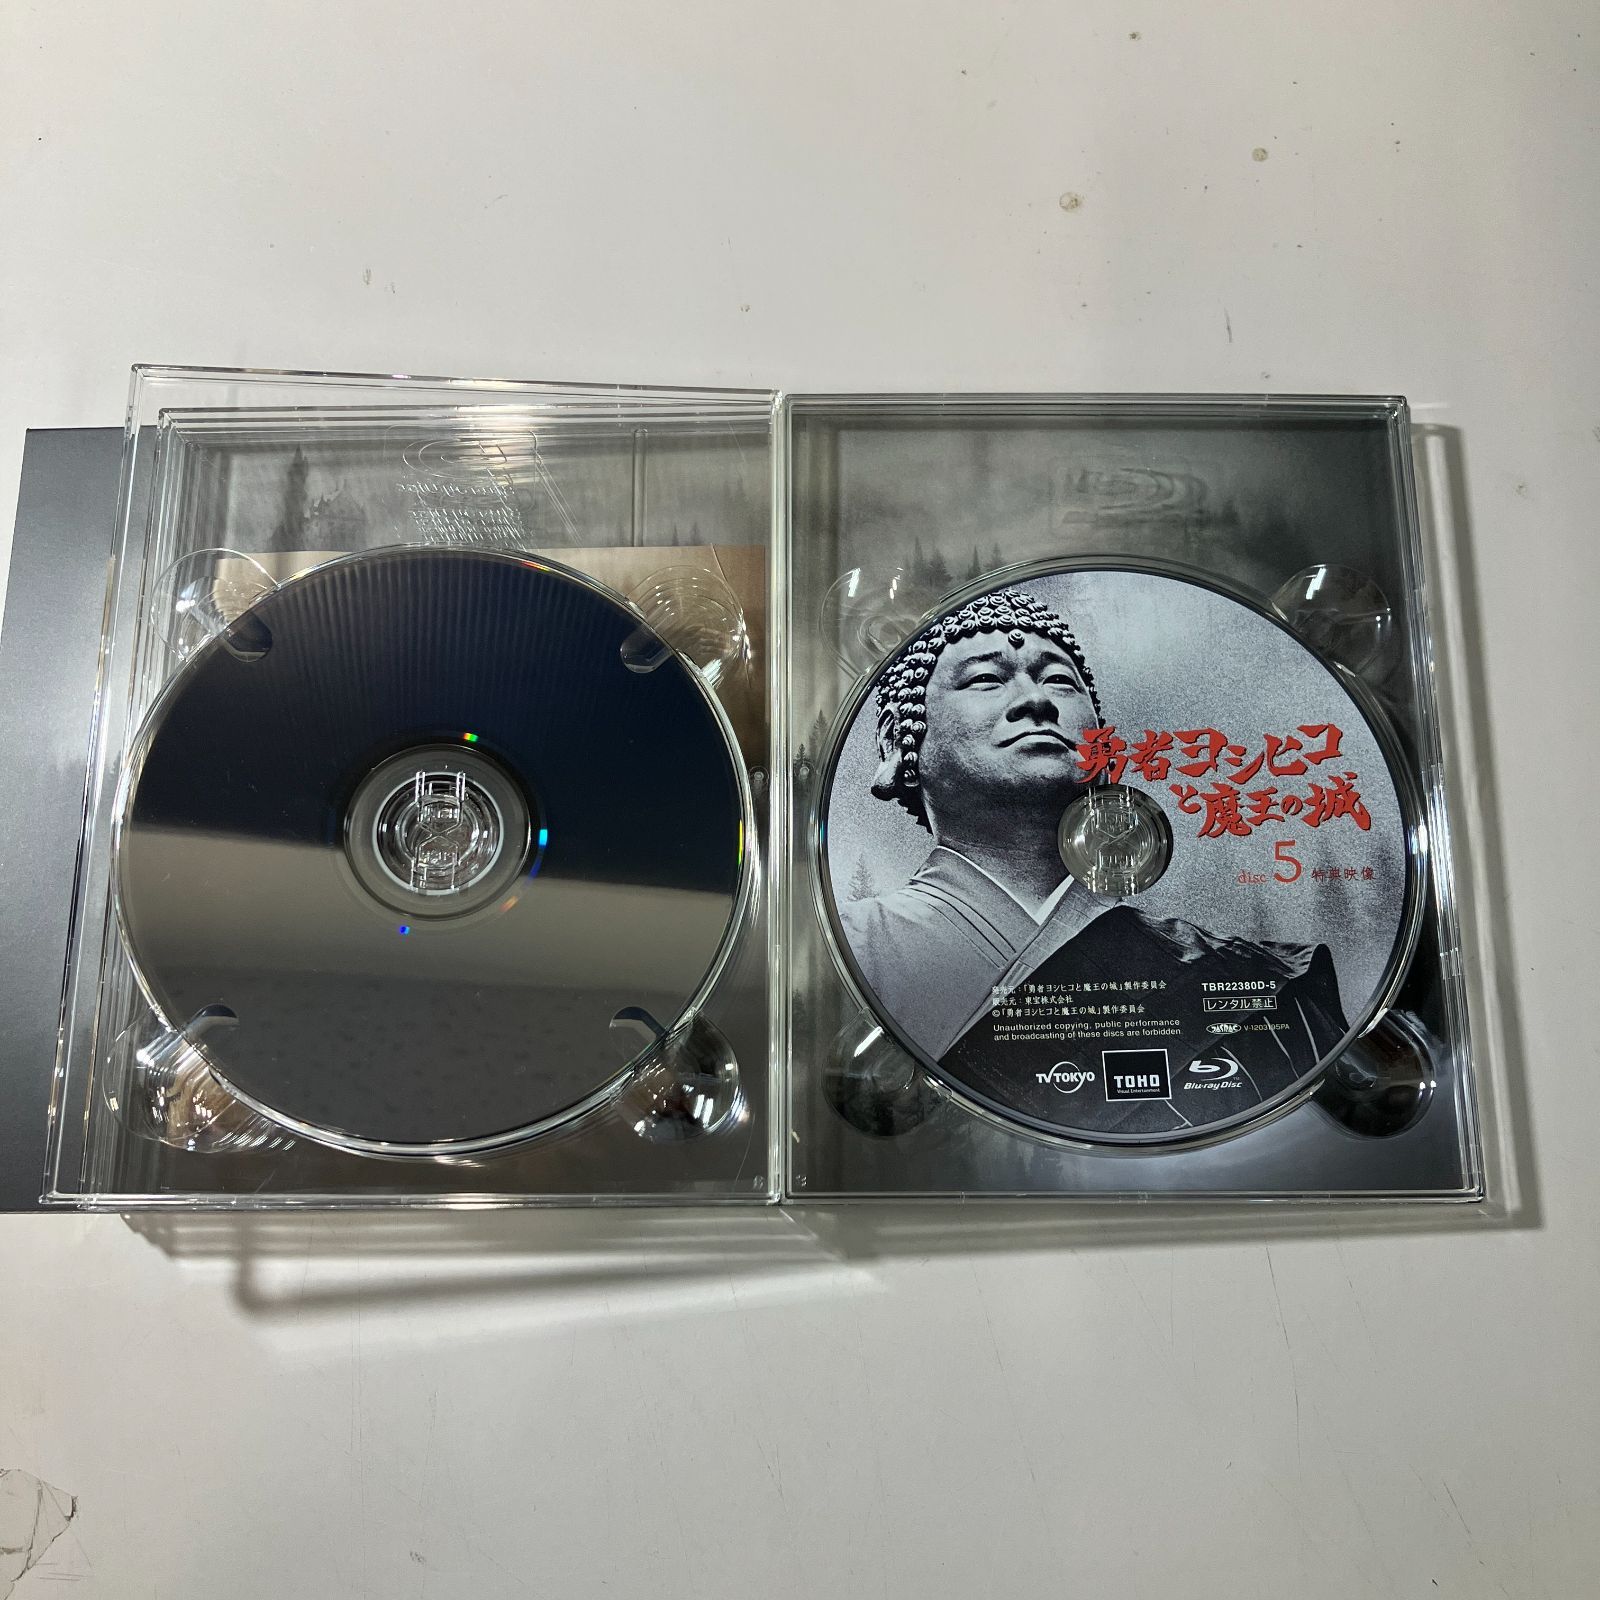 勇者ヨシヒコ
と魔王の城
disc 5 特典映像
発売元：「勇者ヨシヒコと魔王の城」製作委員会
販売元：東宝株式会社
©「勇者ヨシヒコと魔王の城」製作委員会
Unauthorized copying, public performance
and broadcasting of these discs are forbidden.
TBR22380D-5
レンタル禁止
V-1203105PA
TV TOKYO
TOHO
Visual Entertainment
Blu-ray Disc